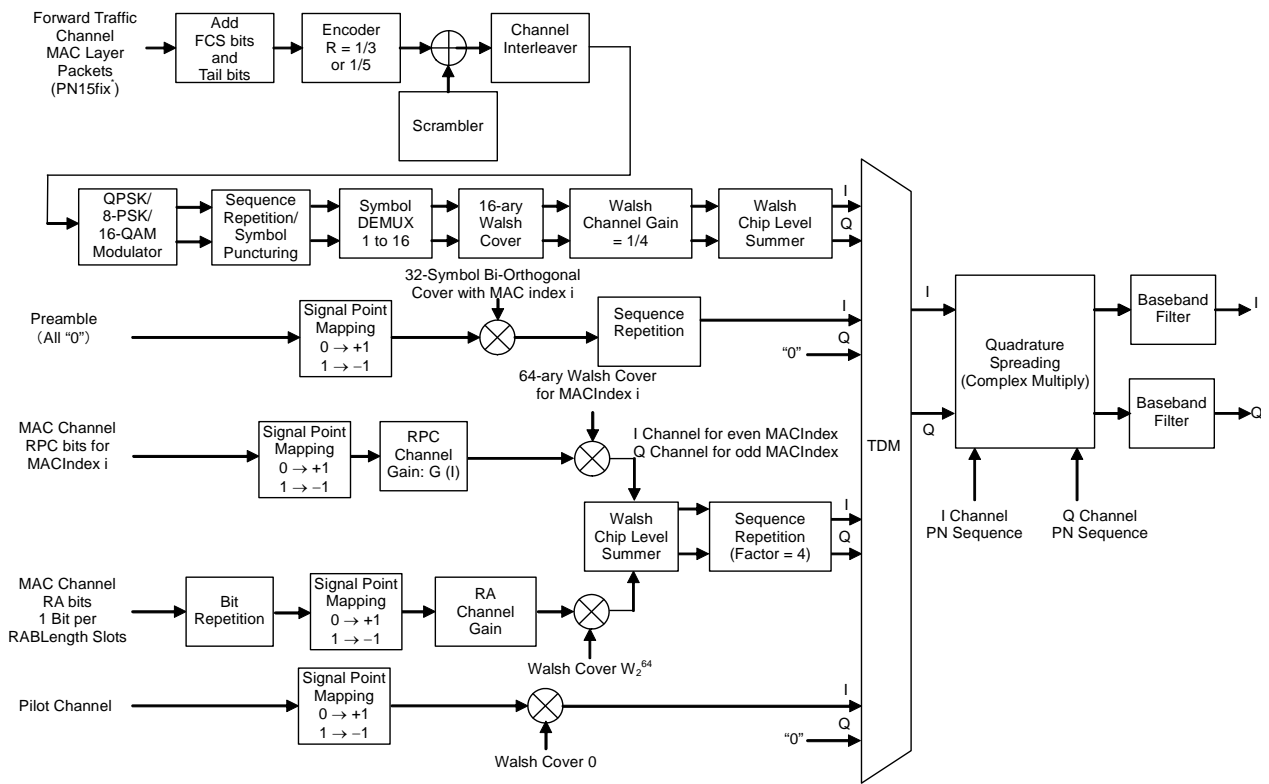 Forward Traffic
Channel
MAC Layer
Packets
(PN15fix*)
Add
FCS bits
and
Tail bits
Encoder
R = 1/3
or 1/5
Channel
Interleaver
Scrambler
QPSK/
8-PSK/
16-QAM
Modulator
Sequence
Repetition/
Symbol
Puncturing
Symbol
DEMUX
1 to 16
16-ary
Walsh
Cover
Walsh
Channel Gain
= 1/4
Walsh
Chip Level
Summer
I
Q
32-Symbol Bi-Orthogonal
Cover with MAC index i
Preamble
(All “0”)
Signal Point
Mapping
0 → +1
1 → −1
Sequence
Repetition
I
Q
“0”
64-ary Walsh Cover
for MACIndex i
MAC Channel
RPC bits for
MACIndex i
Signal Point
Mapping
0 → +1
1 → −1
RPC
Channel
Gain: G (I)
I Channel for even MACIndex
Q Channel for odd MACIndex
Walsh
Chip Level
Summer
Sequence
Repetition
(Factor = 4)
I
Q
MAC Channel
RA bits
1 Bit per
RABLength Slots
Bit
Repetition
Signal Point
Mapping
0 → +1
1 → −1
RA
Channel
Gain
Walsh Cover W₂⁶⁴
Pilot Channel
Signal Point
Mapping
0 → +1
1 → −1
Walsh Cover 0
I
Q
“0”
TDM
I
Q
Quadrature
Spreading
(Complex Multiply)
I Channel
PN Sequence
Q Channel
PN Sequence
Baseband
Filter
I
Baseband
Filter
Q